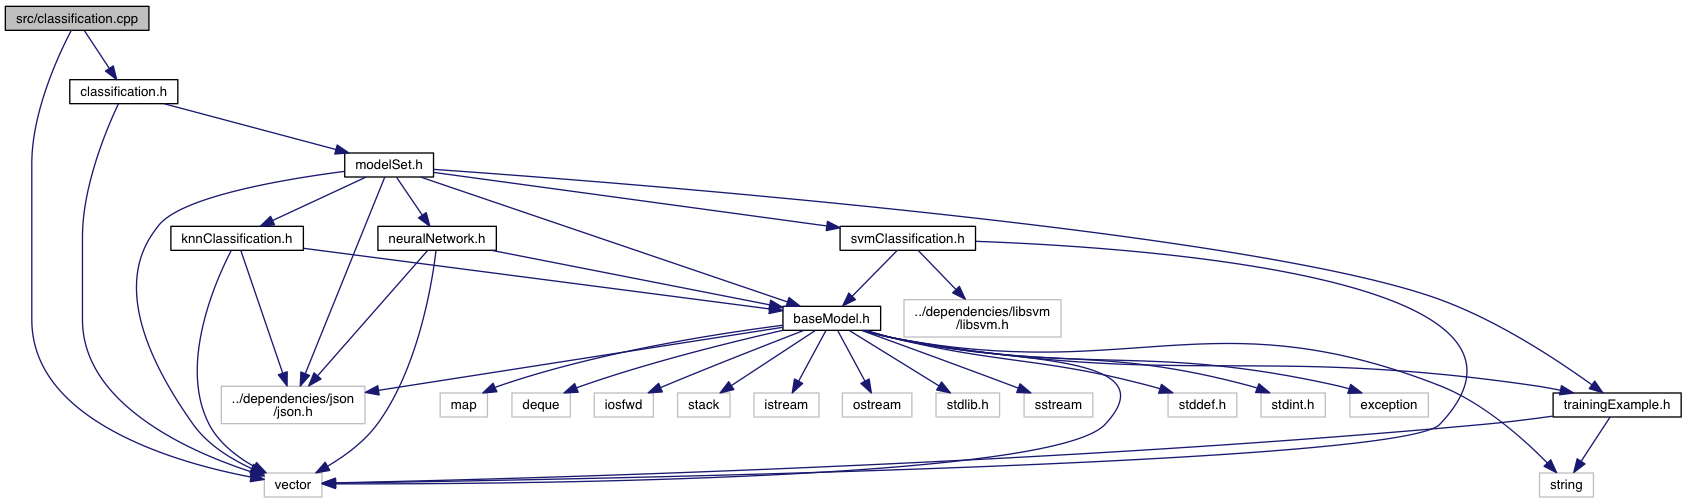 src/classification.cpp
classification.h
modelSet.h
knnClassification.h
neuralNetwork.h
svmClassification.h
baseModel.h
../dependencies/libsvm
/libsvm.h
../dependencies/json
/json.h
map
deque
iosfwd
stack
istream
ostream
stdlib.h
sstream
stddef.h
stdint.h
exception
trainingExample.h
vector
string